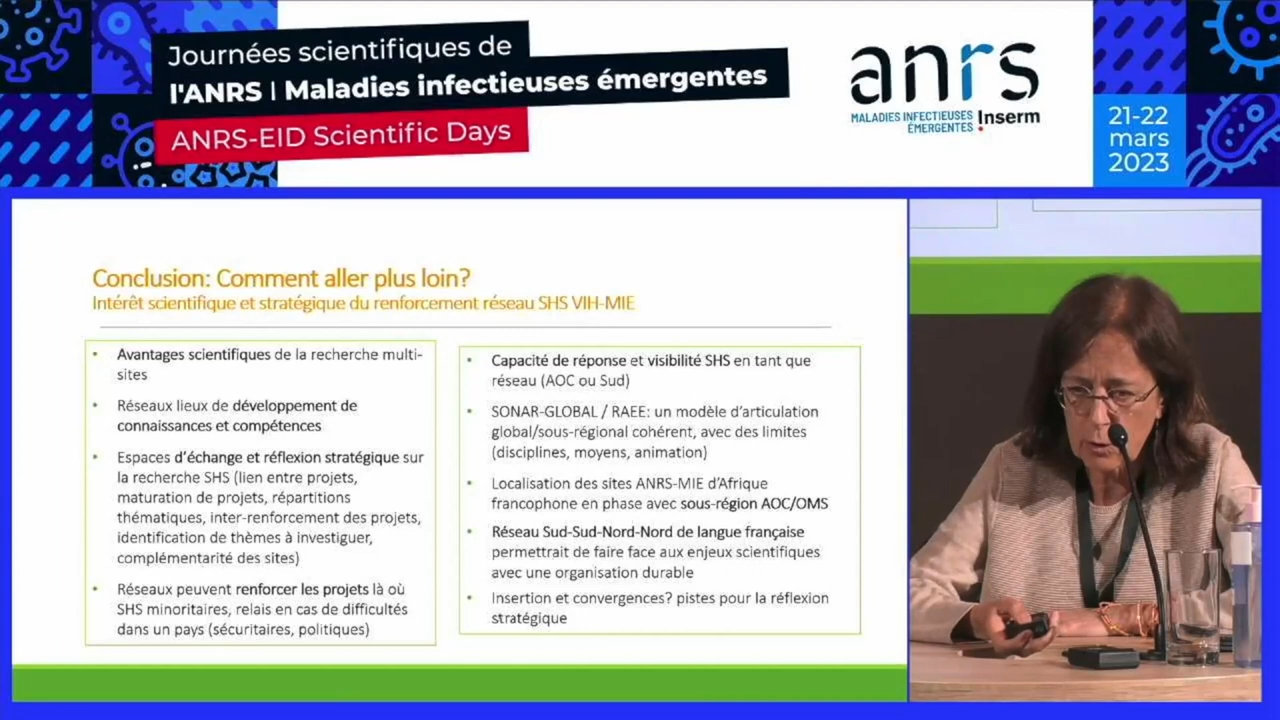 Journées scientifiques de
l'ANRS | Maladies infectieuses émergentes
ANRS-EID Scientific Days
anrs
MALADIES INFECTIEUSES
ÉMERGENTES
Inserm
21-22
mars
2023
Conclusion: Comment aller plus loin?
Intérêt scientifique et stratégique du renforcement réseau SHS VIH-MIE
• Avantages scientifiques de la recherche multi-
sites
• Réseaux lieux de développement de
connaissances et compétences
• Espaces d'échange et réflexion stratégique sur
la recherche SHS (lien entre projets,
maturation de projets, répartitions
thématiques, inter-renforcement des projets,
identification de thèmes à investiguer,
complémentarité des sites)
• Réseaux peuvent renforcer les projets là où
SHS minoritaires, relais en cas de difficultés
dans un pays (sécuritaires, politiques)
• Capacité de réponse et visibilité SHS en tant que
réseau (AOC ou Sud)
• SONAR-GLOBAL / RAEE: un modèle d'articulation
global/sous-régional cohérent, avec des limites
(disciplines, moyens, animation)
• Localisation des sites ANRS-MIE d'Afrique
francophone en phase avec sous-région AOC/OMS
• Réseau Sud-Sud-Nord-Nord de langue française
permettrait de faire face aux enjeux scientifiques
avec une organisation durable
• Insertion et convergences? pistes pour la réflexion
stratégique